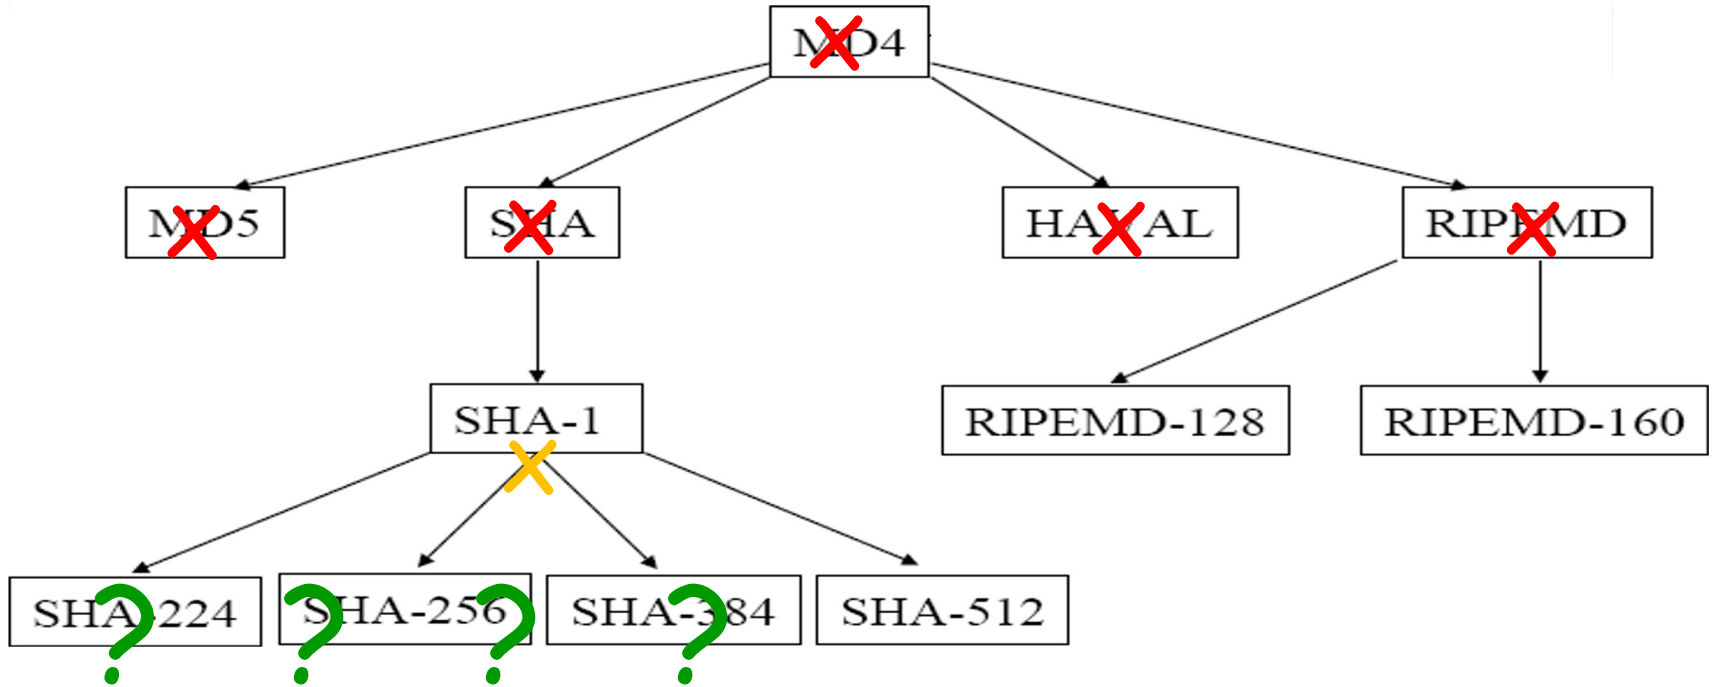 MD4
MD5
SHA
HAVAL
RIPEMD
SHA-1
RIPEMD-128
RIPEMD-160
SHA-224
SHA-256
SHA-384
SHA-512
? ? ? ?